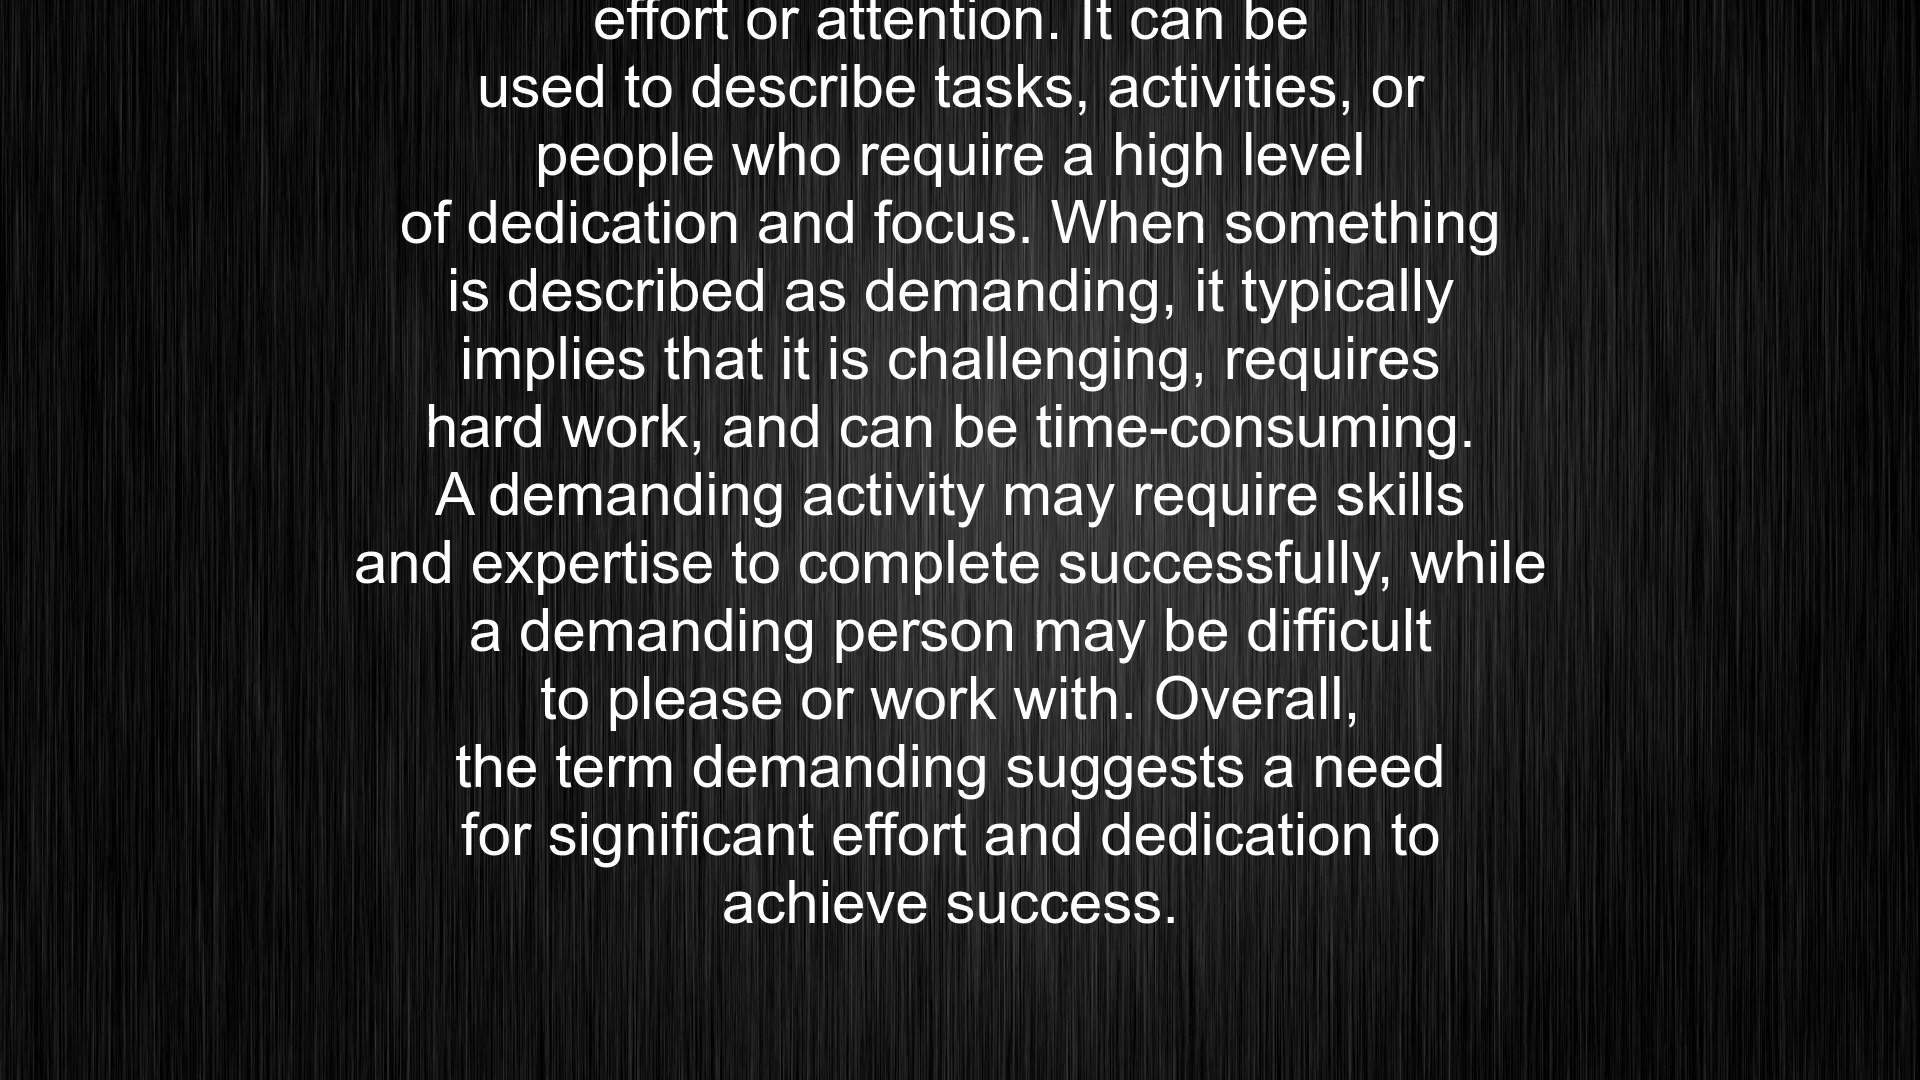 effort or attention. It can be
used to describe tasks, activities, or
people who require a high level
of dedication and focus. When something
is described as demanding, it typically
implies that it is challenging, requires
hard work, and can be time-consuming.
A demanding activity may require skills
and expertise to complete successfully, while
a demanding person may be difficult
to please or work with. Overall,
the term demanding suggests a need
for significant effort and dedication to
achieve success.